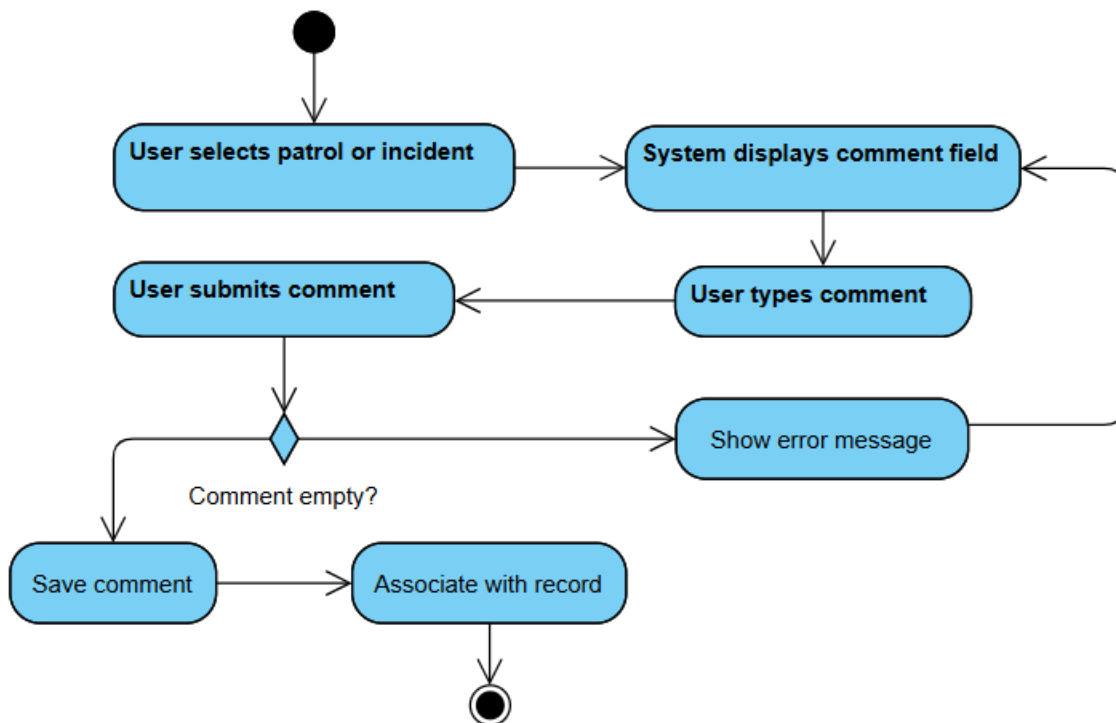 User selects patrol or incident
System displays comment field
User submits comment
User types comment
Show error message
Comment empty?
Save comment
Associate with record